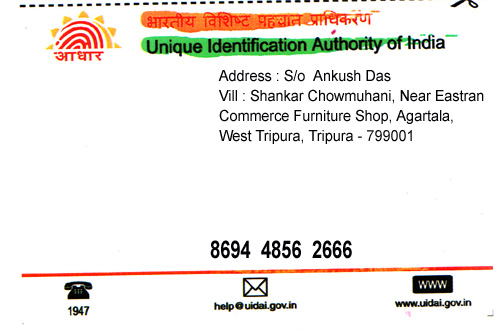 भारतीय विशिष्ट पहचान प्राधिकरण
आधार
Unique Identification Authority of India
Address : S/o Ankush Das
Vill : Shankar Chowmuhani, Near Eastran
Commerce Furniture Shop, Agartala,
West Tripura, Tripura - 799001
8694 4856 2666
1947
help@uidai.gov.in
WWW
www.uidai.gov.in